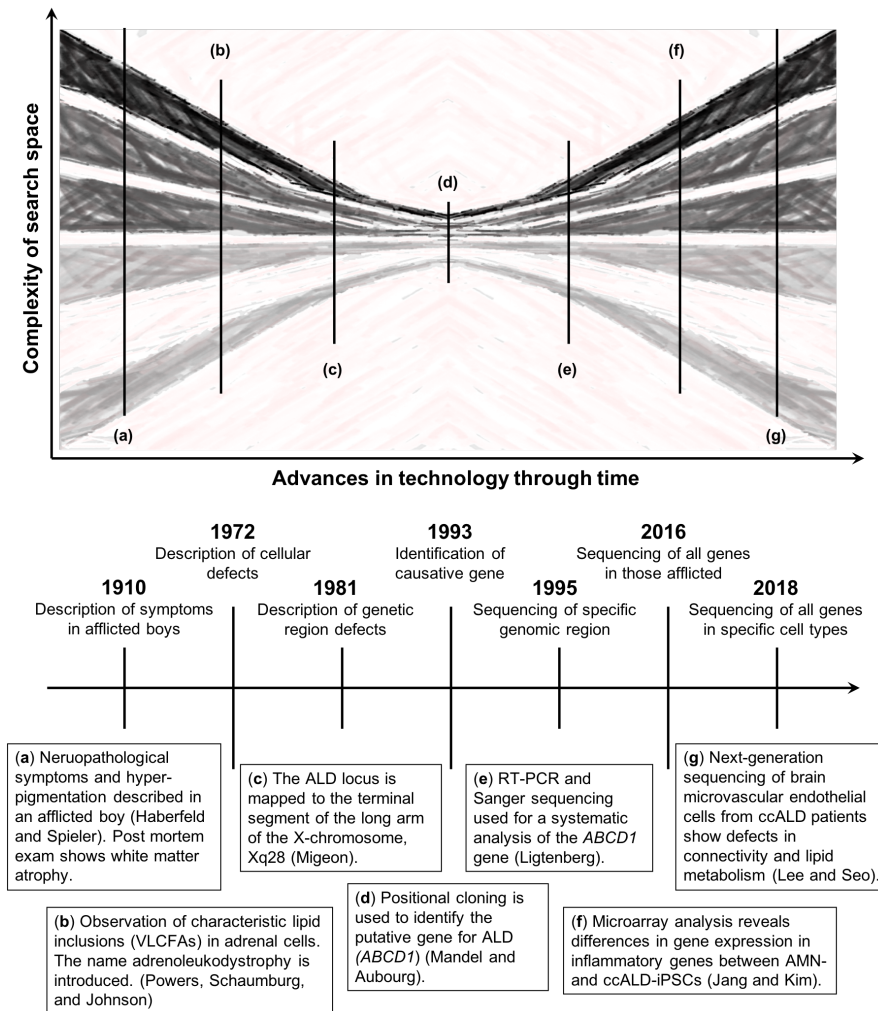 Complexity of search space
(b)
(f)
(d)
(c)
(e)
(a)
(g)
Advances in technology through time
1972
Description of cellular
defects
1993
Identification of
causative gene
2016
Sequencing of all genes
in those afflicted
1910
Description of symptoms
in afflicted boys
1981
Description of genetic
region defects
1995
Sequencing of specific
genomic region
2018
Sequencing of all genes
in specific cell types
(a) Neruopathological
symptoms and hyper-
pigmentation described in
an afflicted boy (Haberfeld
and Spieler). Post mortem
exam shows white matter
atrophy.
(c) The ALD locus is
mapped to the terminal
segment of the long arm
of the X-chromosome,
Xq28 (Migeon).
(e) RT-PCR and
Sanger sequencing
used for a systematic
analysis of the ABCD1
gene (Ligtenberg).
(g) Next-generation
sequencing of brain
microvascular endothelial
cells from ccALD patients
show defects in
connectivity and lipid
metabolism (Lee and Seo).
(b) Observation of characteristic lipid
inclusions (VLCFAs) in adrenal cells.
The name adrenoleukodystrophy is
introduced. (Powers, Schaumburg,
and Johnson)
(d) Positional cloning is
used to identify the
putative gene for ALD
(ABCD1) (Mandel and
Aubourg).
(f) Microarray analysis reveals
differences in gene expression in
inflammatory genes between AMN-
and ccALD-iPSCs (Jang and Kim).